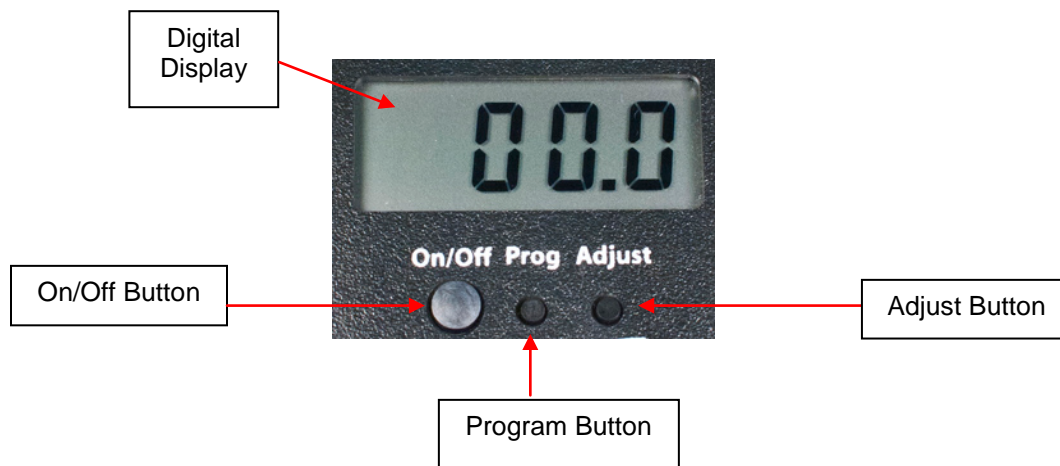 Digital
Display
00.0
On/Off Prog Adjust
On/Off Button
Adjust Button
Program Button